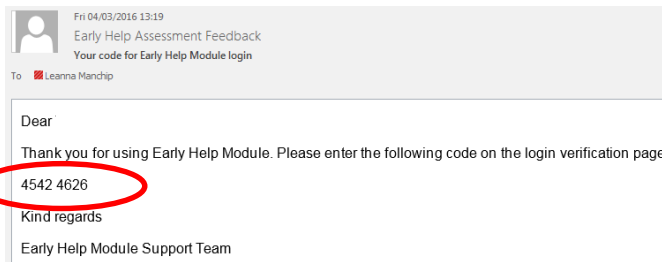 Fri 04/03/2016 13:19
Early Help Assessment Feedback
Your code for Early Help Module login
To Leanna Manchip
Dear
Thank you for using Early Help Module. Please enter the following code on the login verification page
4542 4626
Kind regards
Early Help Module Support Team